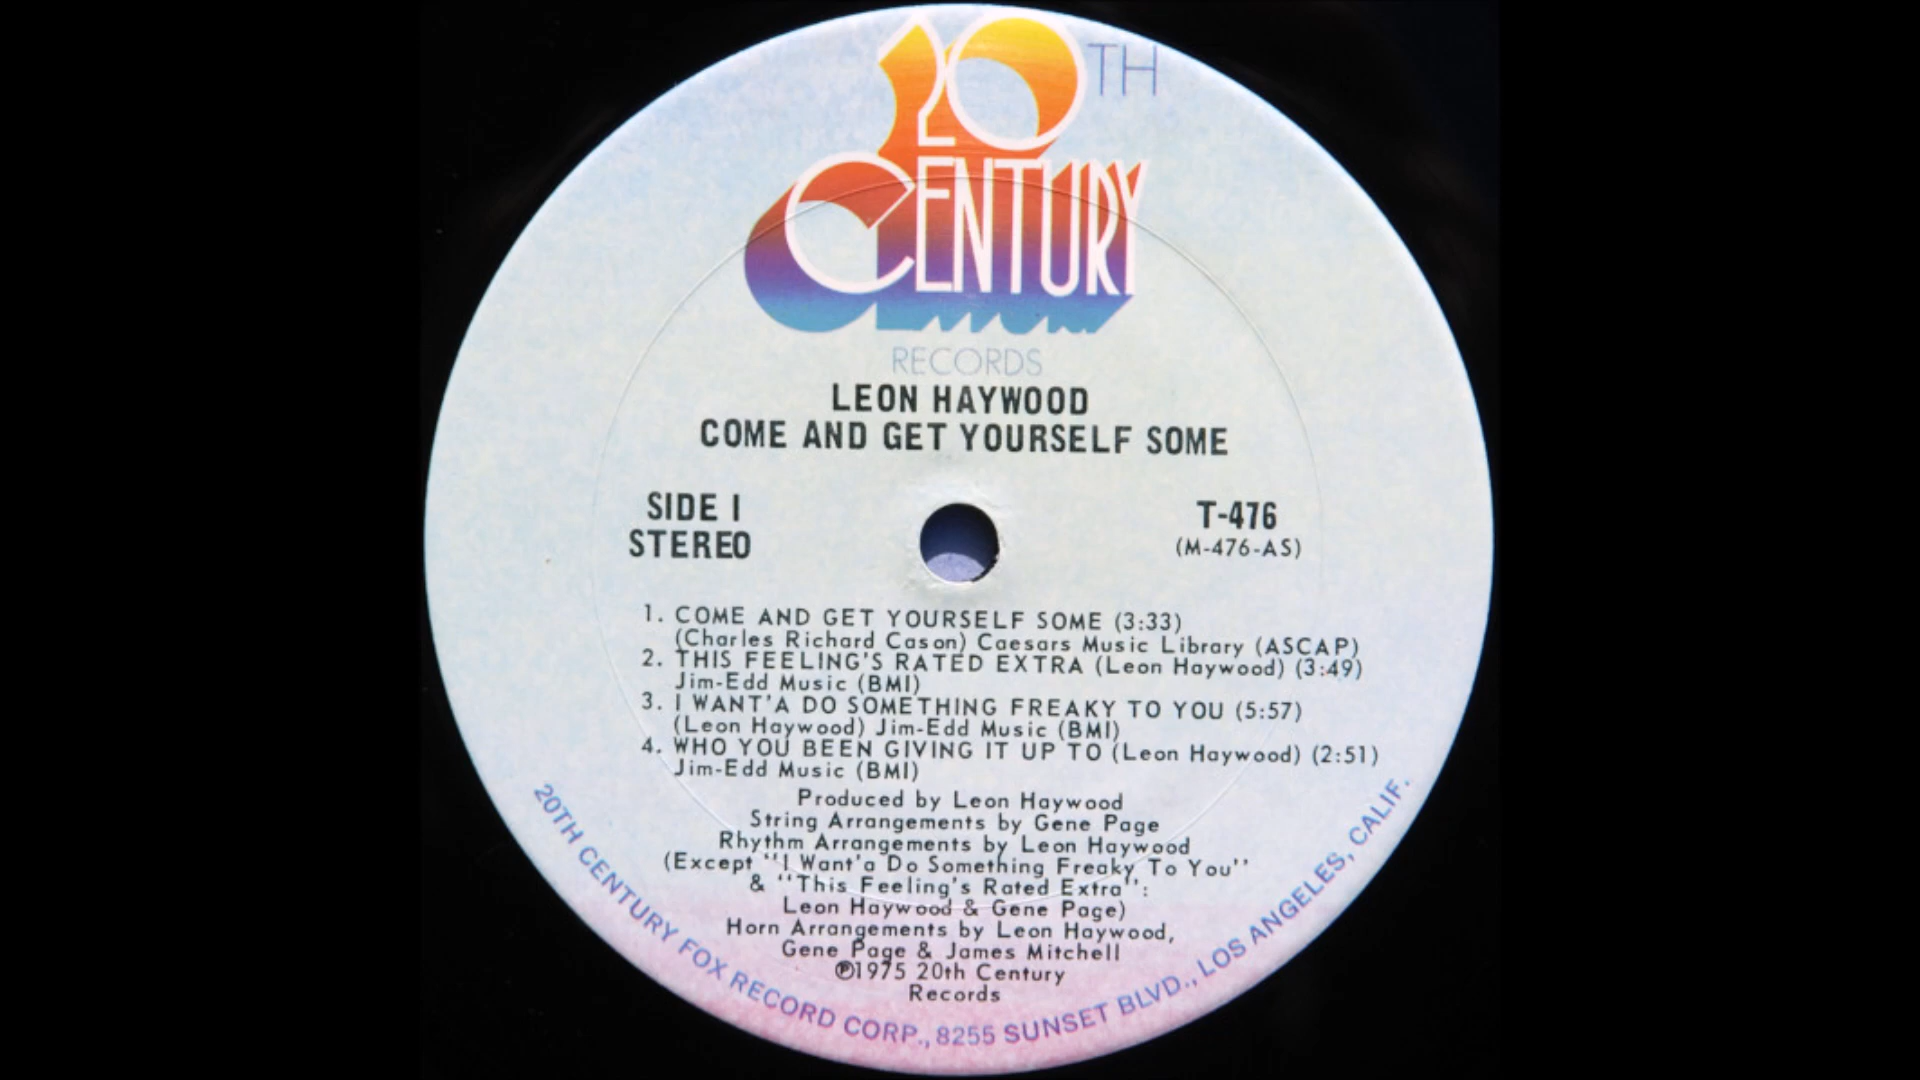 20TH
CENTURY
RECORDS
LEON HAYWOOD
COME AND GET YOURSELF SOME
SIDE I
STEREO
T-476
(M-476-AS)
1. COME AND GET YOURSELF SOME (3:33)
(Charles Richard Cason) Caesars Music Library (ASCAP)
2. THIS FEELING'S RATED EXTRA (Leon Haywood) (3:49)
Jim-Edd Music (BMI)
3. I WANT'A DO SOMETHING FREAKY TO YOU (5:57)
(Leon Haywood) Jim-Edd Music (BMI)
4. WHO YOU BEEN GIVING IT UP TO (Leon Haywood) (2:51)
Jim-Edd Music (BMI)
Produced by Leon Haywood
String Arrangements by Gene Page
Rhythm Arrangements by Leon Haywood
(Except ''I Want'a Do Something Freaky To You''
& ''This Feeling's Rated Extra'':
Leon Haywood & Gene Page)
Horn Arrangements by Leon Haywood,
Gene Page & James Mitchell
℗1975 20th Century
Records
20TH CENTURY FOX RECORD CORP., 8255 SUNSET BLVD., LOS ANGELES, CALIF.